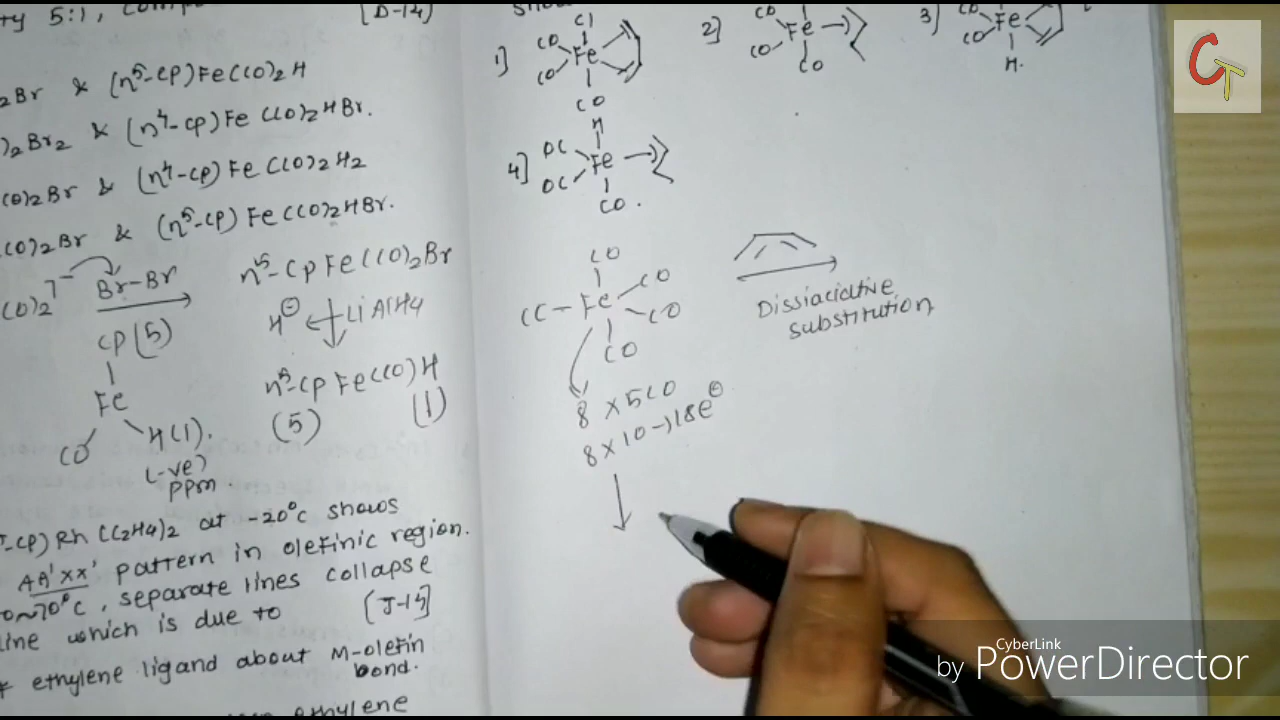 ty 5:1,
[D-14]
2Br & (η5-Cp)Fe(CO)2H
)2Br2 & (η4-Cp)Fe (CO)2HBr.
(CO)2Br & (η4-Cp)Fe(CO)2H2
(CO)2Br & (η5-Cp)Fe(CO)2HBr.
(CO)2]- Br-Br
η5-CpFe(CO)2Br
H⊖ LiAlH4
Cp(5)
Fe
CO H(1).
(-ve)
ppm.
η5-CpFe(CO)H
(5) (1)
-Cp)Rh(C2H4)2 at -20°C shows
AA'XX' pattern in olefinic region.
70°C, separate lines collapse
line which is due to [J-15]
ethylene ligand about M-olefin
bond.
ethylene
1]
Cl
CO Fe
CO
CO
2]
CO Fe
CO
CO
3]
CO Fe
CO
H.
4]
H
OC Fe
OC
CO.
CO
CC-Fe CO
CO
CO
8 x 5CO
8 x 10 → 18e⊖
Dissiaciative
substitution
CT
CyberLink
by PowerDirector